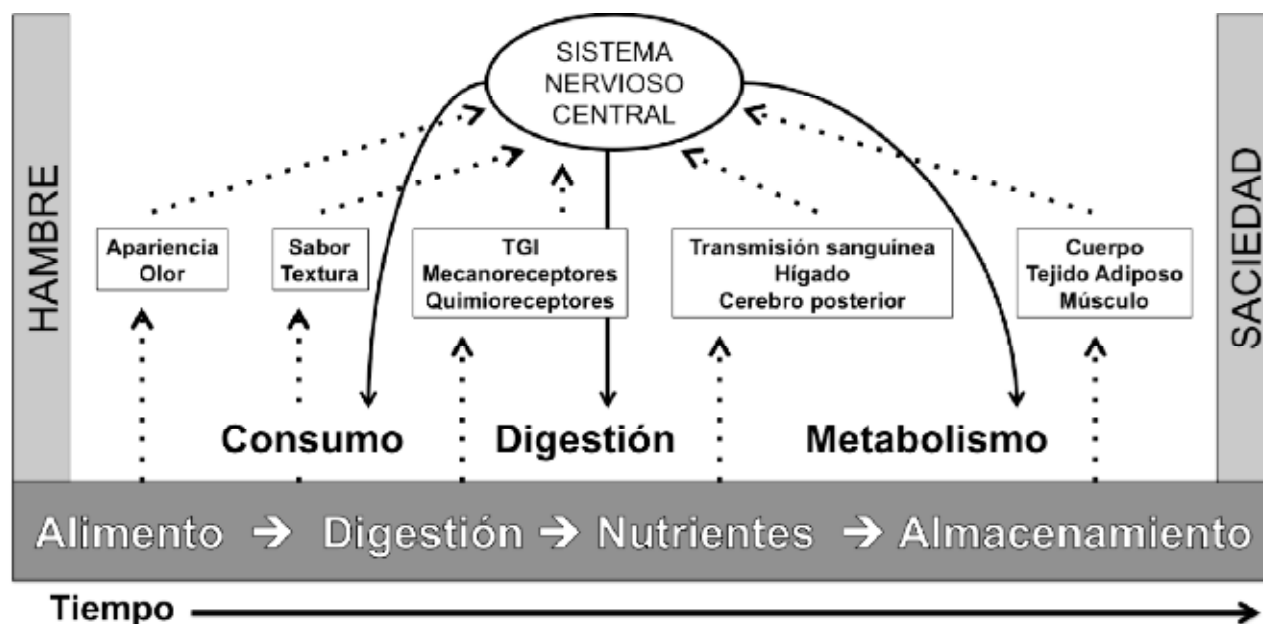 HAMBRE
SISTEMA
NERVIOSO
CENTRAL
SACIEDAD
Apariencia
Olor
Sabor
Textura
TGI
Mecanoreceptores
Quimioreceptores
Transmisión sanguínea
Hígado
Cerebro posterior
Cuerpo
Tejido Adiposo
Músculo
Consumo
Digestión
Metabolismo
Alimento → Digestión → Nutrientes → Almacenamiento
Tiempo